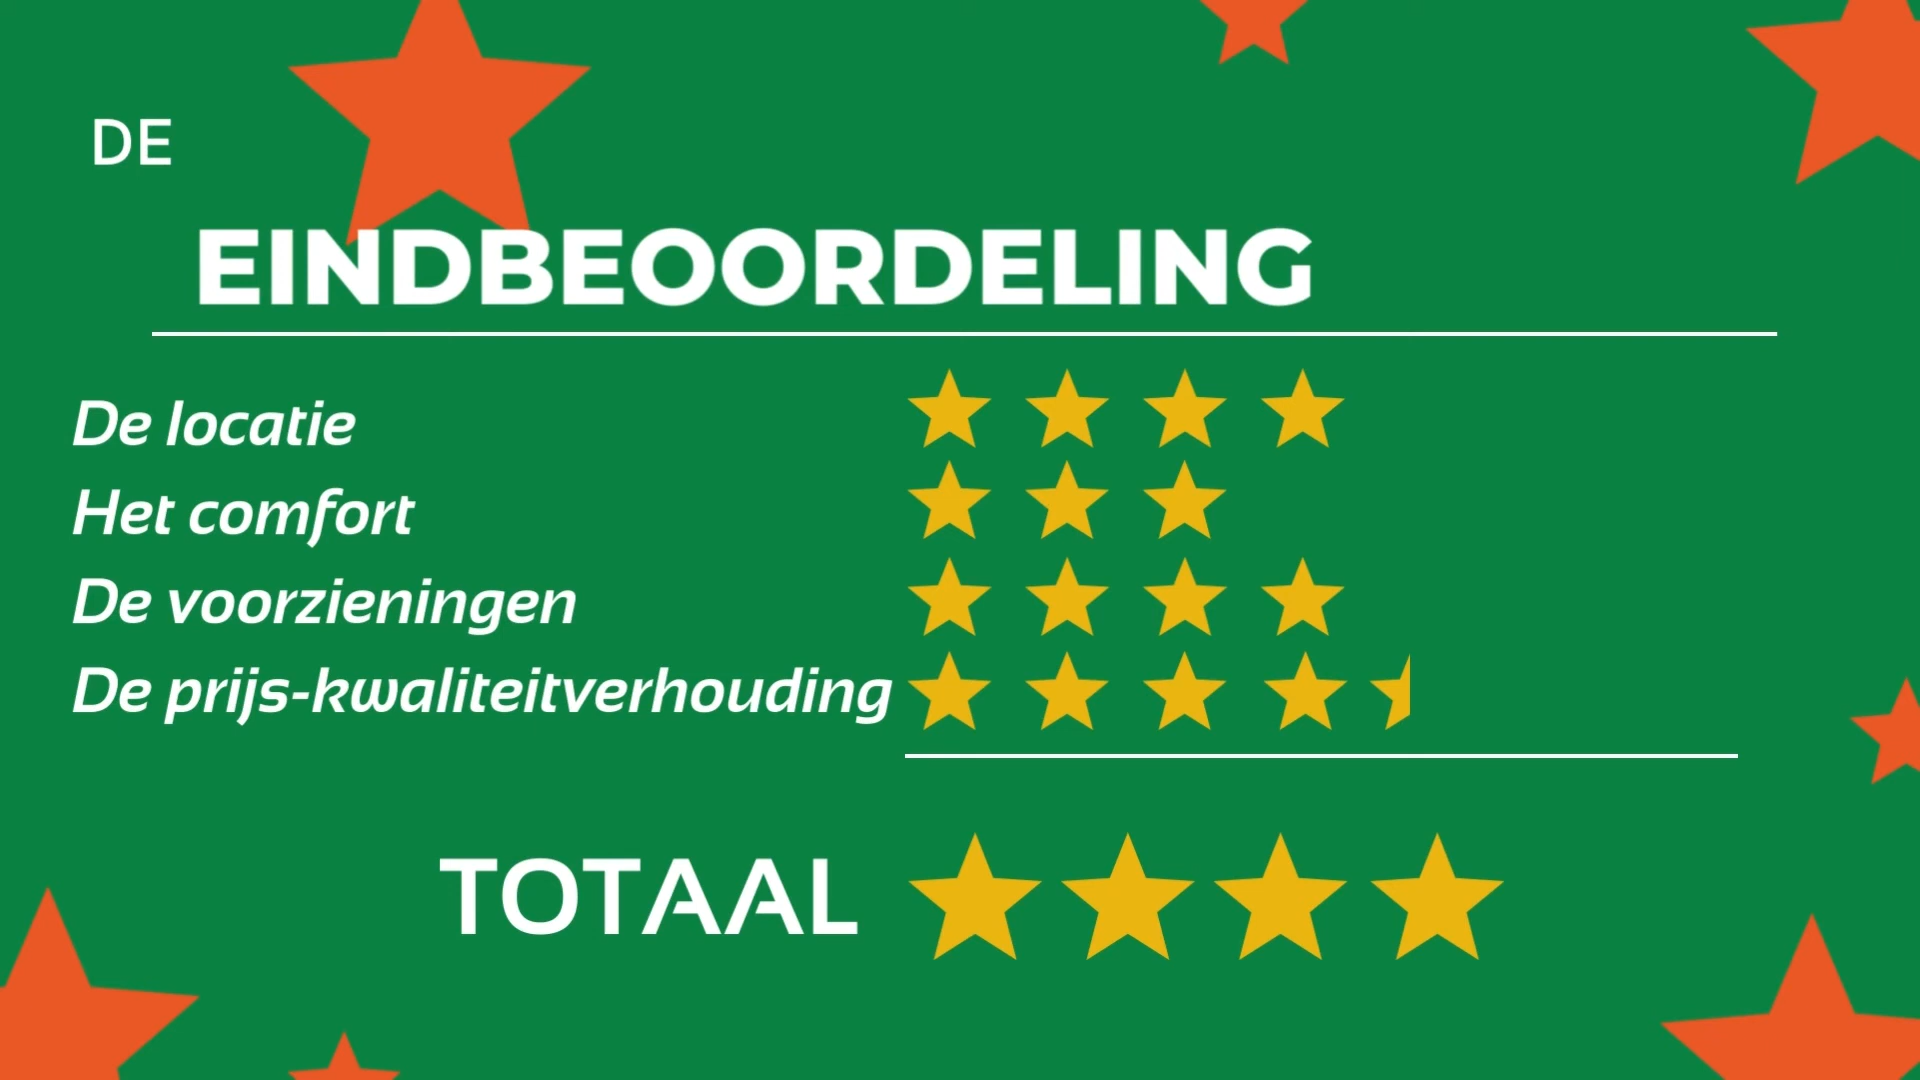 DE
EINDBEOORDELING
De locatie
Het comfort
De voorzieningen
De prijs-kwaliteitverhouding
TOTAAL